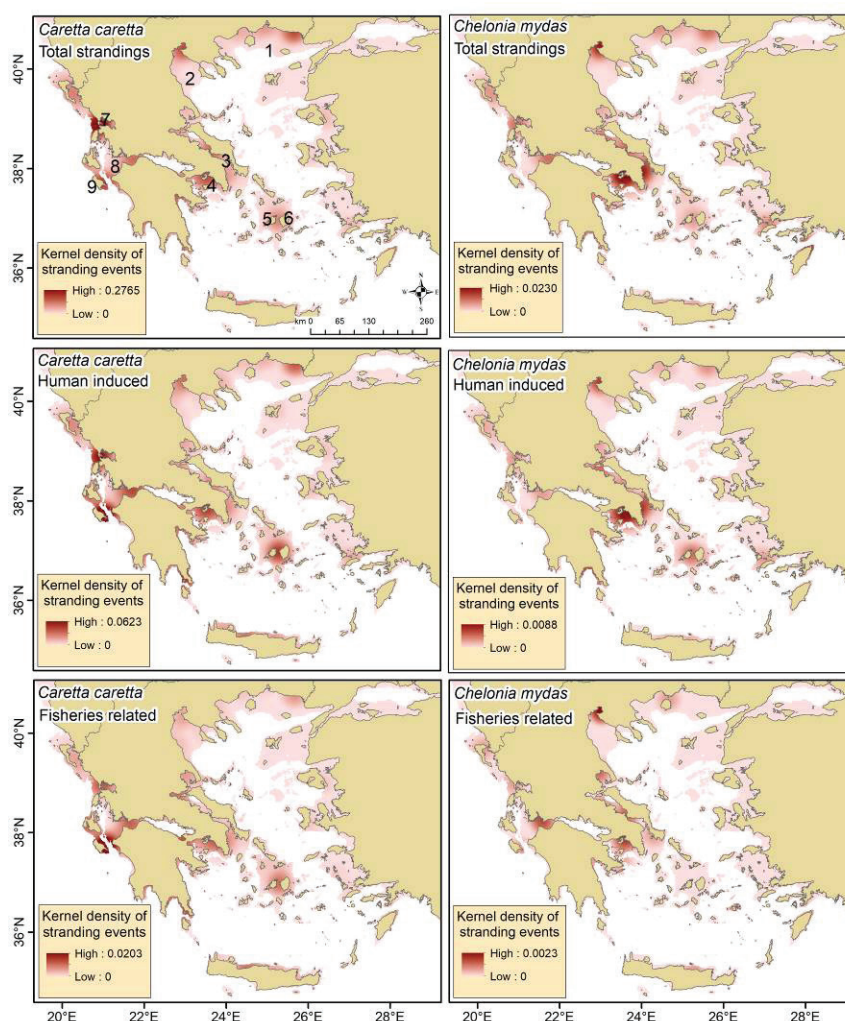 Caretta caretta
Total strandings
1
2
3
4
5
6
7
8
9
40°N
38°N
36°N
Kernel density of
stranding events
High : 0.2765
Low : 0
N
W E
S
km 0 65 130 260
Chelonia mydas
Total strandings
Kernel density of
stranding events
High : 0.0230
Low : 0
Caretta caretta
Human induced
40°N
38°N
36°N
Kernel density of
stranding events
High : 0.0623
Low : 0
Chelonia mydas
Human induced
Kernel density of
stranding events
High : 0.0088
Low : 0
Caretta caretta
Fisheries related
40°N
38°N
36°N
Kernel density of
stranding events
High : 0.0203
Low : 0
20°E 22°E 24°E 26°E 28°E
Chelonia mydas
Fisheries related
Kernel density of
stranding events
High : 0.0023
Low : 0
20°E 22°E 24°E 26°E 28°E